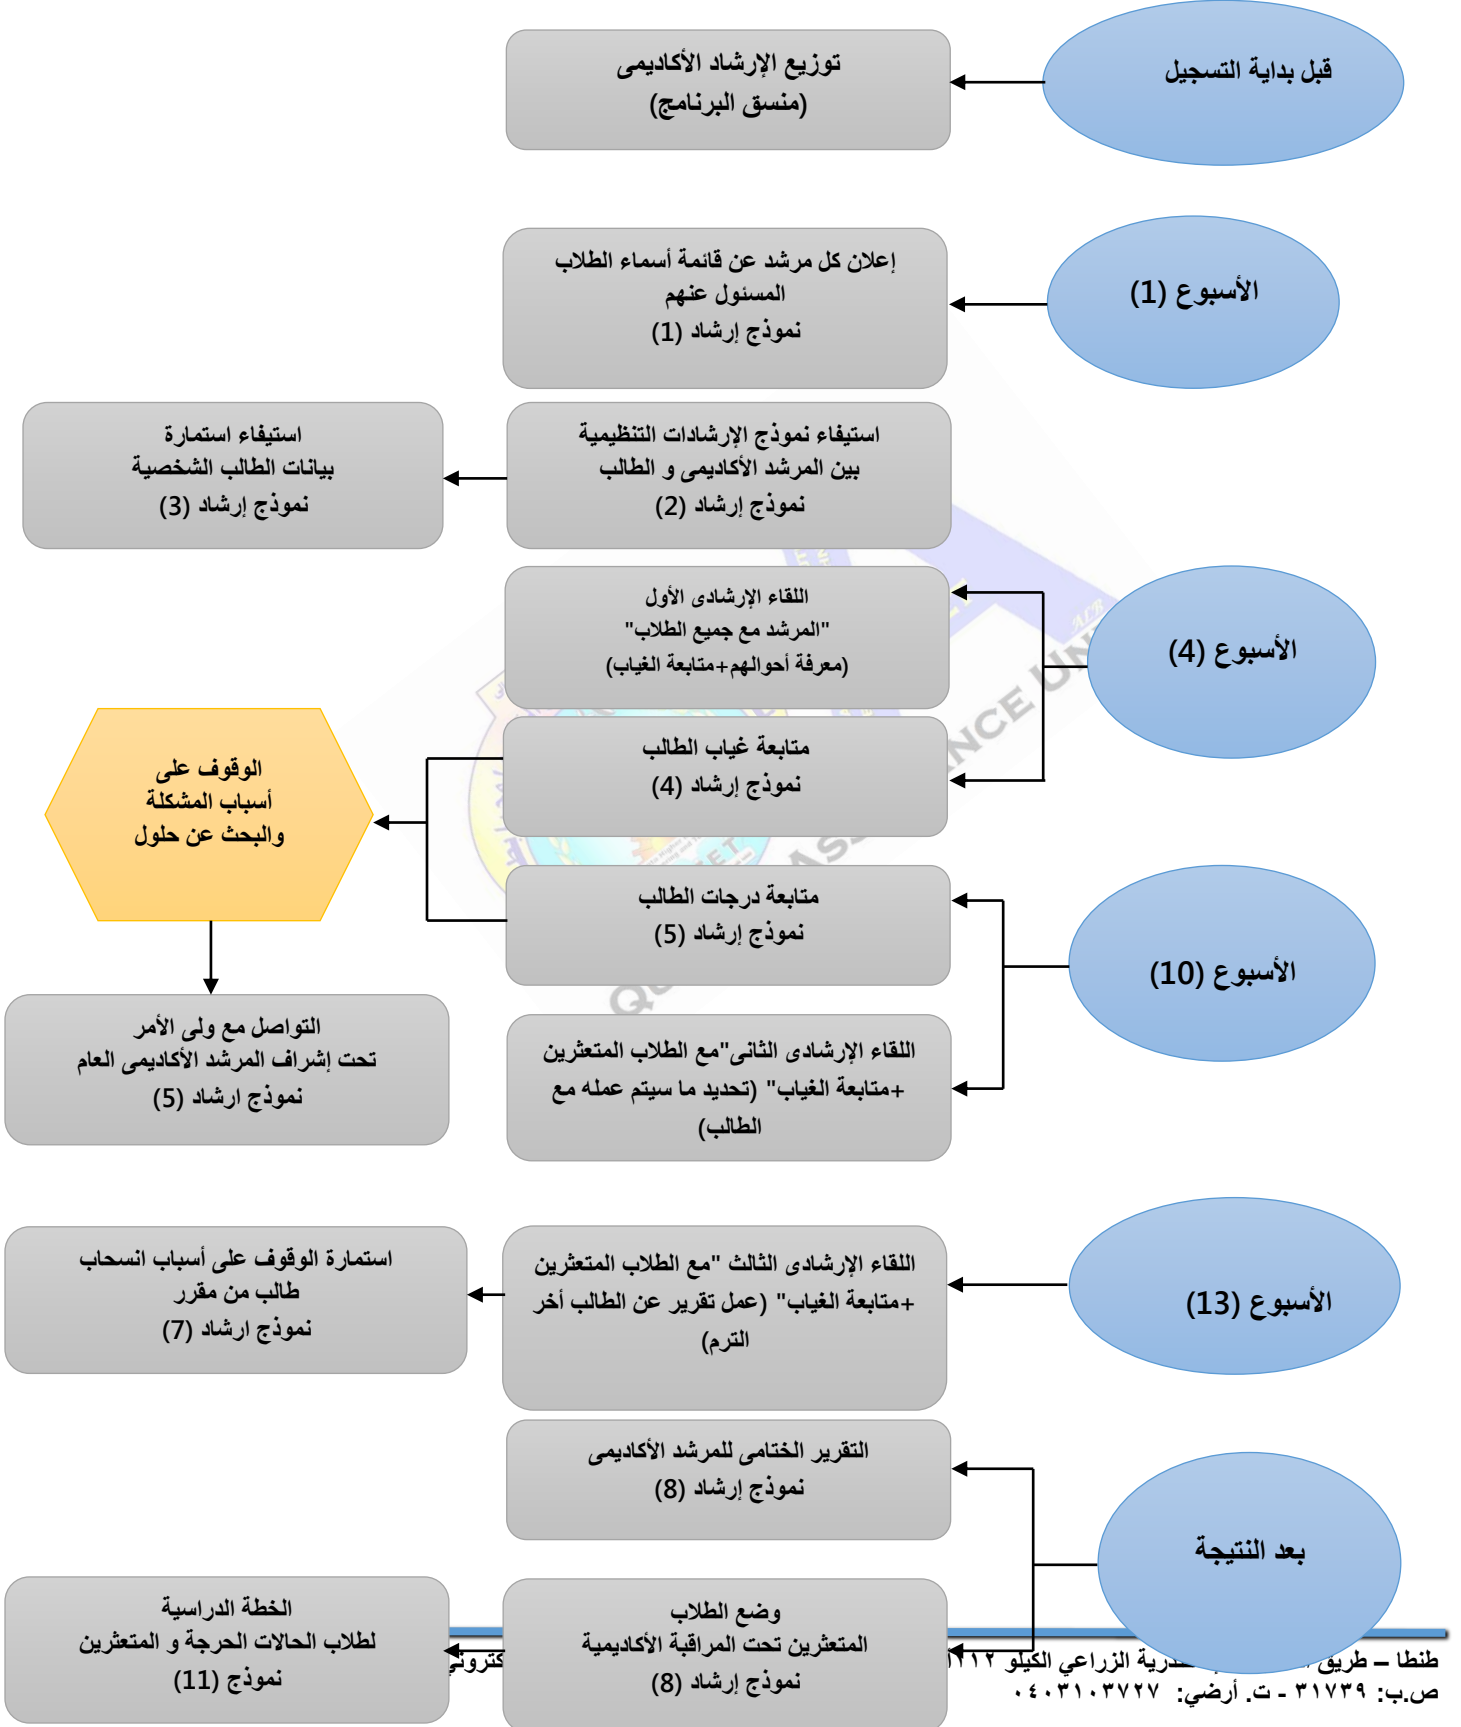 قبل بداية التسجيل
توزيع الإرشاد الأكاديمى
(منسق البرنامج)
الأسبوع (1)
إعلان كل مرشد عن قائمة أسماء الطلاب
المسئول عنهم
نموذج إرشاد (1)
استيفاء نموذج الإرشادات التنظيمية
بين المرشد الأكاديمى و الطالب
نموذج إرشاد (2)
استيفاء استمارة
بيانات الطالب الشخصية
نموذج إرشاد (3)
الأسبوع (4)
اللقاء الإرشادى الأول
"المرشد مع جميع الطلاب"
(معرفة أحوالهم+متابعة الغياب)
متابعة غياب الطالب
نموذج إرشاد (4)
الوقوف على
أسباب المشكلة
والبحث عن حلول
الأسبوع (10)
متابعة درجات الطالب
نموذج إرشاد (5)
اللقاء الإرشادى الثانى"مع الطلاب المتعثرين
+متابعة الغياب" (تحديد ما سيتم عمله مع
الطالب)
التواصل مع ولى الأمر
تحت إشراف المرشد الأكاديمى العام
نموذج ارشاد (5)
الأسبوع (13)
اللقاء الإرشادى الثالث "مع الطلاب المتعثرين
+متابعة الغياب" (عمل تقرير عن الطالب أخر
الترم)
استمارة الوقوف على أسباب انسحاب
طالب من مقرر
نموذج ارشاد (7)
بعد النتيجة
التقرير الختامى للمرشد الأكاديمى
نموذج إرشاد (8)
وضع الطلاب
المتعثرين تحت المراقبة الأكاديمية
نموذج إرشاد (8)
الخطة الدراسية
لطلاب الحالات الحرجة و المتعثرين
نموذج (11)
طنطا – طريق الزراعي الكيلو
ص.ب: ٣١٧٣٩ - ت. أرضي: ٠٤٠٣١٠٣٧٢٧
QU ASS NCE UN